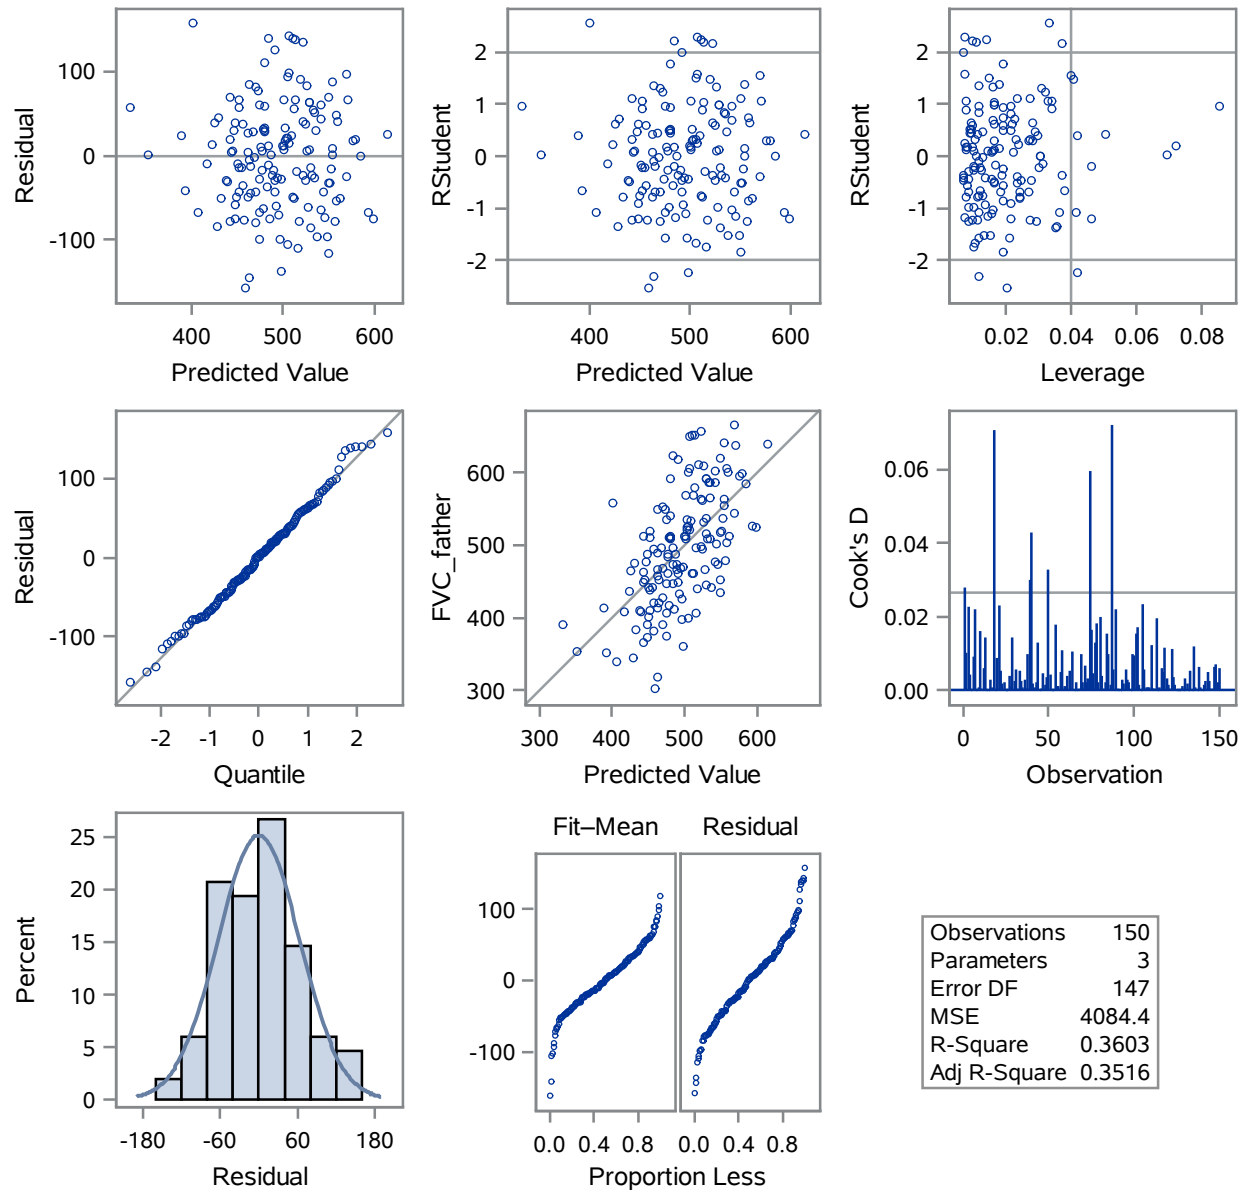 Residual
100
0
-100
400 500 600
Predicted Value
RStudent
2
1
0
-1
-2
400 500 600
Predicted Value
RStudent
2
1
0
-1
-2
0.02 0.04 0.06 0.08
Leverage
Residual
100
0
-100
-2 -1 0 1 2
Quantile
FVC_father
600
500
400
300
300 400 500 600
Predicted Value
Cook's D
0.06
0.04
0.02
0.00
0 50 100 150
Observation
Percent
25
20
15
10
5
0
-180 -60 60 180
Residual
Fit–Mean Residual
100
0
-100
0.0 0.4 0.8 0.0 0.4 0.8
Proportion Less
Observations 150
Parameters 3
Error DF 147
MSE 4084.4
R-Square 0.3603
Adj R-Square 0.3516